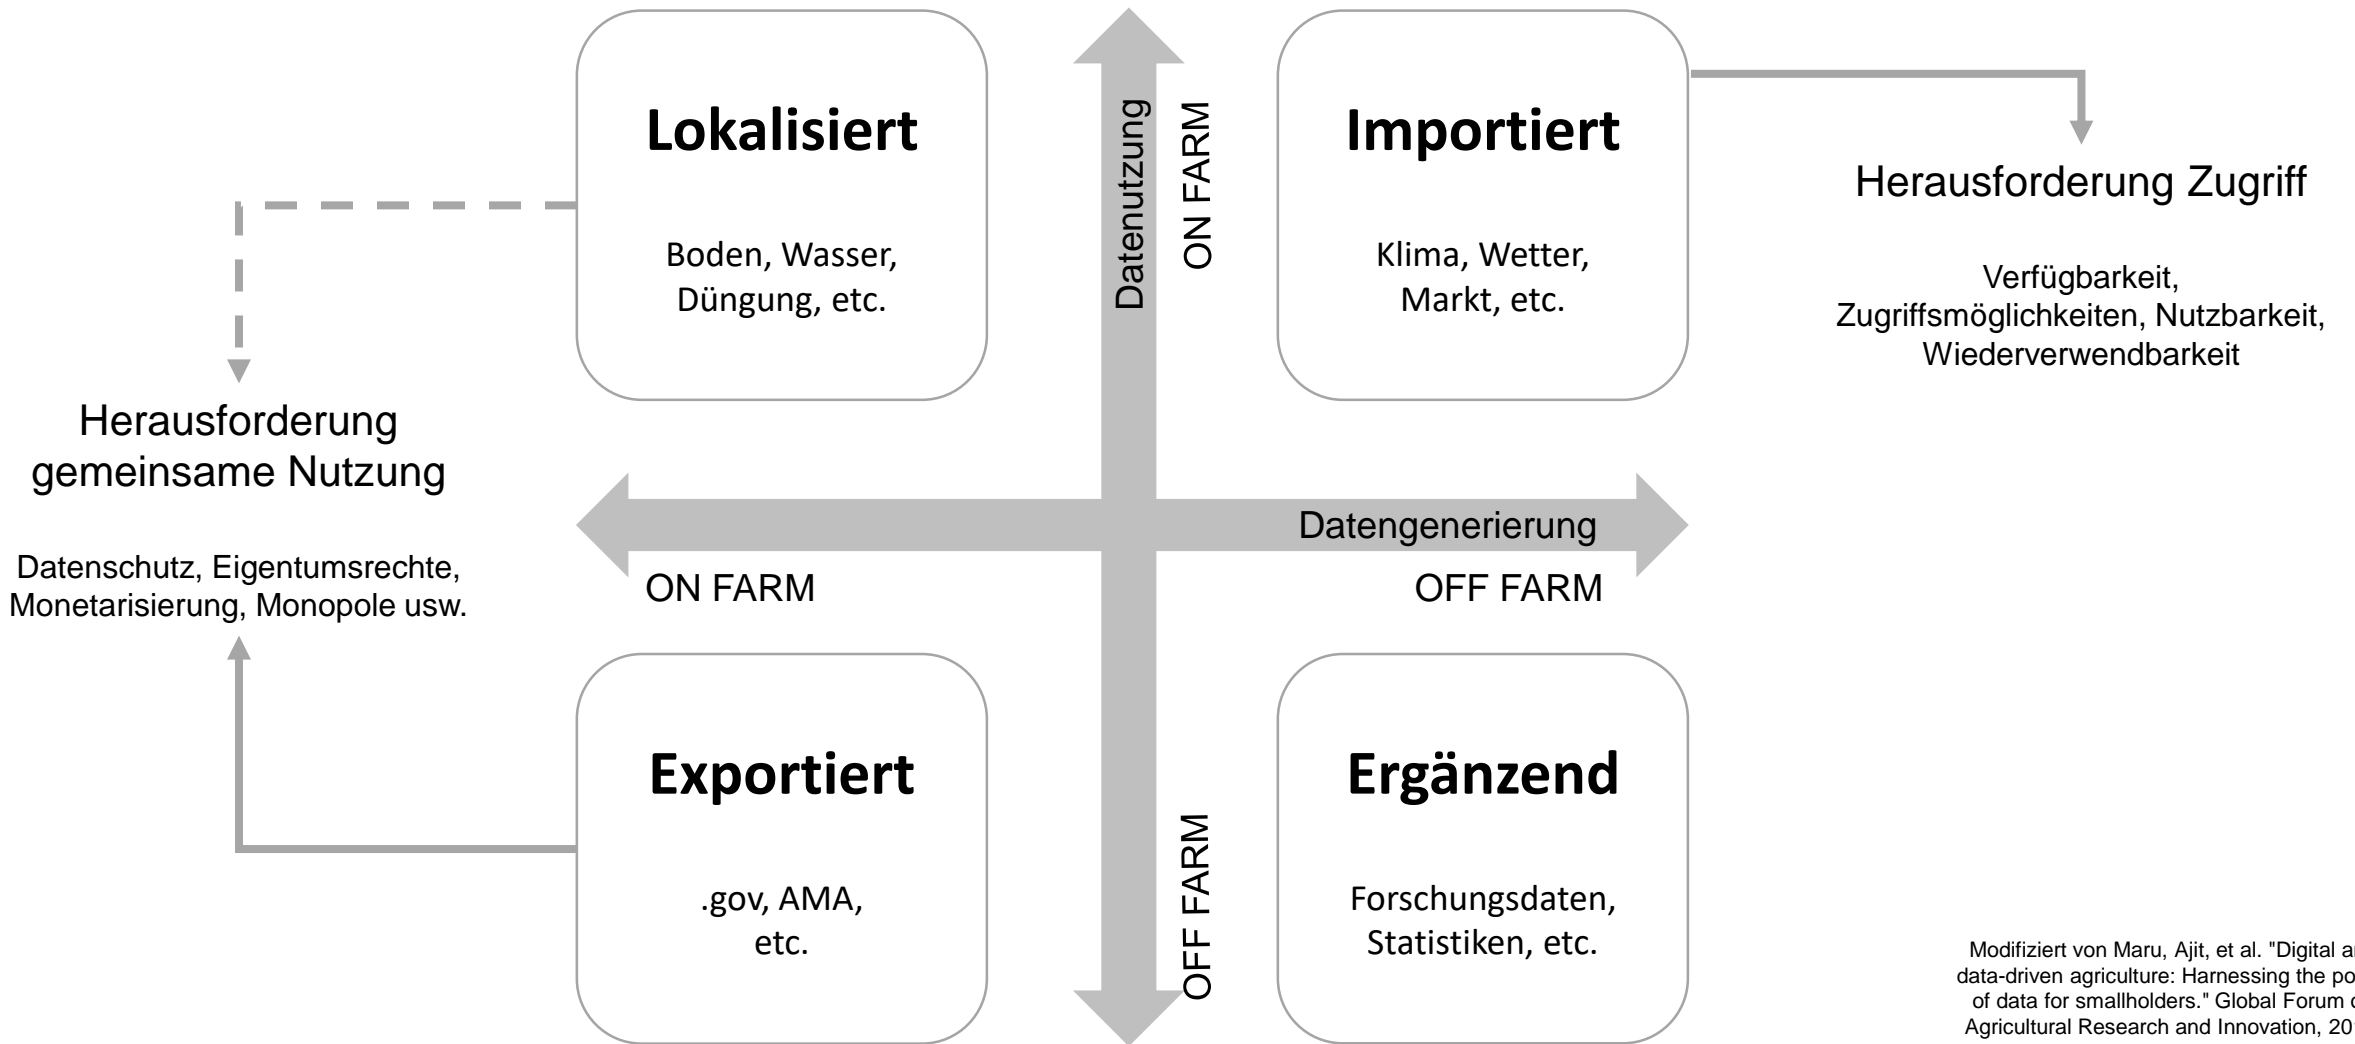 Lokalisiert
Boden, Wasser,
Düngung, etc.
Datenutzung
ON FARM
Importiert
Klima, Wetter,
Markt, etc.
Herausforderung Zugriff
Verfügbarkeit,
Zugriffsmöglichkeiten, Nutzbarkeit,
Wiederverwendbarkeit
Herausforderung
gemeinsame Nutzung
Datenschutz, Eigentumsrechte,
Monetarisierung, Monopole usw.
Datengenerierung
ON FARM
OFF FARM
Exportiert
.gov, AMA,
etc.
OFF FARM
Ergänzend
Forschungsdaten,
Statistiken, etc.
Modifiziert von Maru, Ajit, et al. "Digital
data-driven agriculture: Harnessing the
of data for smallholders." Global Forum
Agricultural Research and Innovation,